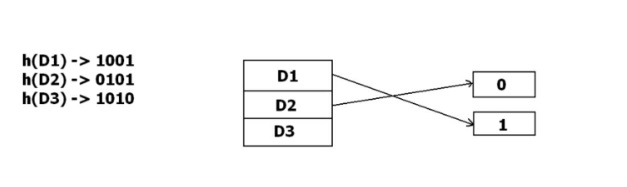 h(D1) -> 1001
h(D2) -> 0101
h(D3) -> 1010
D1
D2
D3
0
1